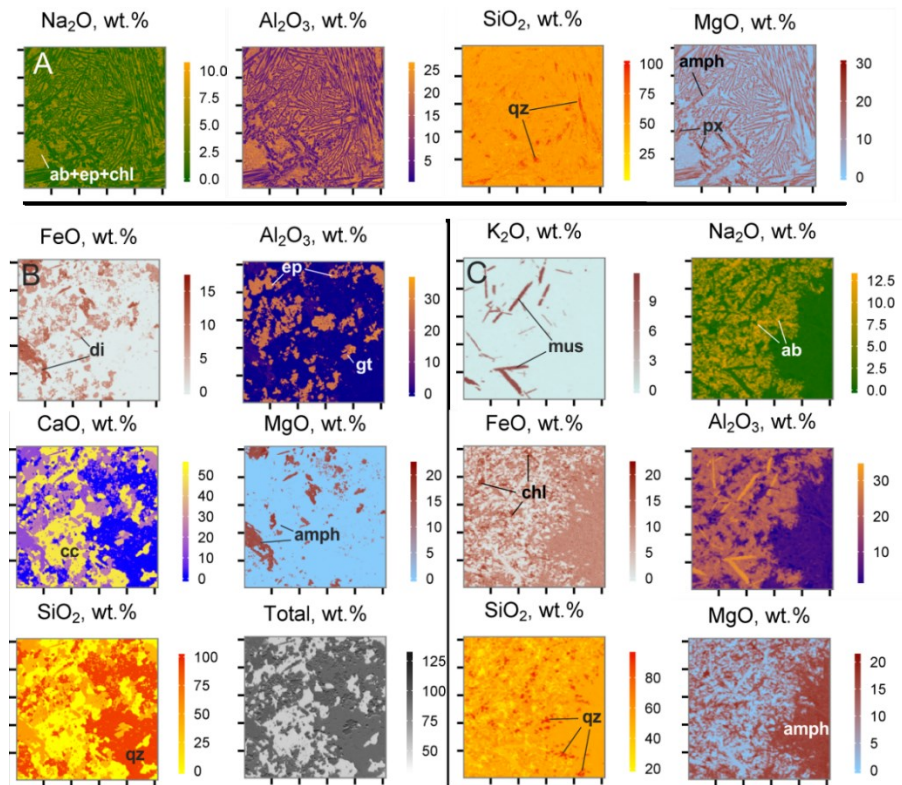 Na₂O, wt.%
Al₂O₃, wt.%
SiO₂, wt.%
MgO, wt.%
A
ab+ep+chl
10.0
7.5
5.0
2.5
0.0
25
20
15
10
5
qz
100
75
50
25
amph
px
30
20
10
0
FeO, wt.%
Al₂O₃, wt.%
K₂O, wt.%
Na₂O, wt.%
B
di
15
10
5
0
ep
gt
30
20
10
0
C
mus
9
6
3
0
ab
12.5
10.0
7.5
5.0
2.5
0.0
CaO, wt.%
MgO, wt.%
FeO, wt.%
Al₂O₃, wt.%
cc
50
40
30
20
10
0
amph
20
15
10
5
0
chl
20
15
10
5
0
30
20
10
SiO₂, wt.%
Total, wt.%
SiO₂, wt.%
MgO, wt.%
qz
100
75
50
25
0
125
100
75
50
qz
80
60
40
20
amph
20
15
10
5
0